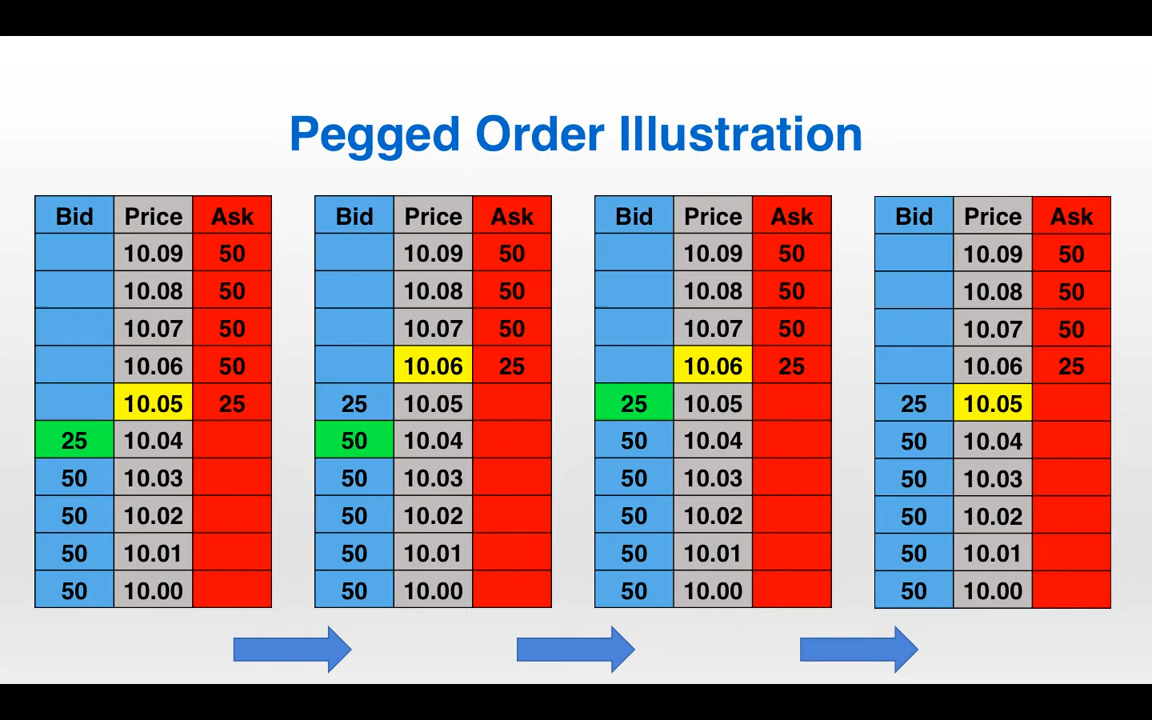 Pegged Order Illustration
Bid Price Ask Bid Price Ask Bid Price Ask Bid Price Ask
10.09 50 10.09 50 10.09 50 10.09 50
10.08 50 10.08 50 10.08 50 10.08 50
10.07 50 10.07 50 10.07 50 10.07 50
10.06 50 10.06 25 10.06 25 10.06 25
10.05 25 25 10.05 25 10.05 25 10.05
25 10.04 50 10.04 50 10.04 50 10.04
50 10.03 50 10.03 50 10.03 50 10.03
50 10.02 50 10.02 50 10.02 50 10.02
50 10.01 50 10.01 50 10.01 50 10.01
50 10.00 50 10.00 50 10.00 50 10.00